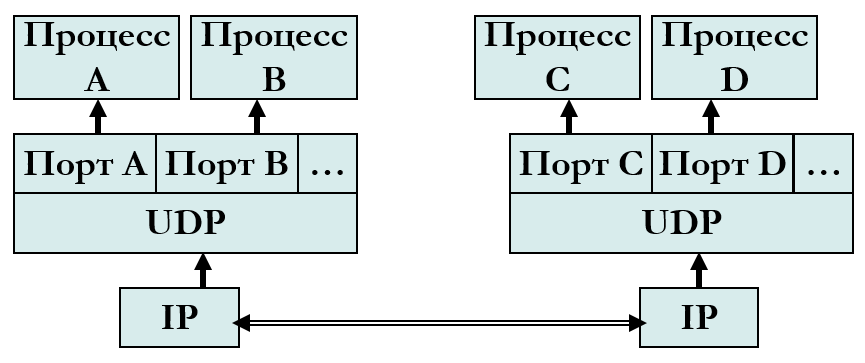 Процесс
A
Процесс
B
Процесс
C
Процесс
D
Порт A
Порт B
...
Порт C
Порт D
...
UDP
UDP
IP
IP